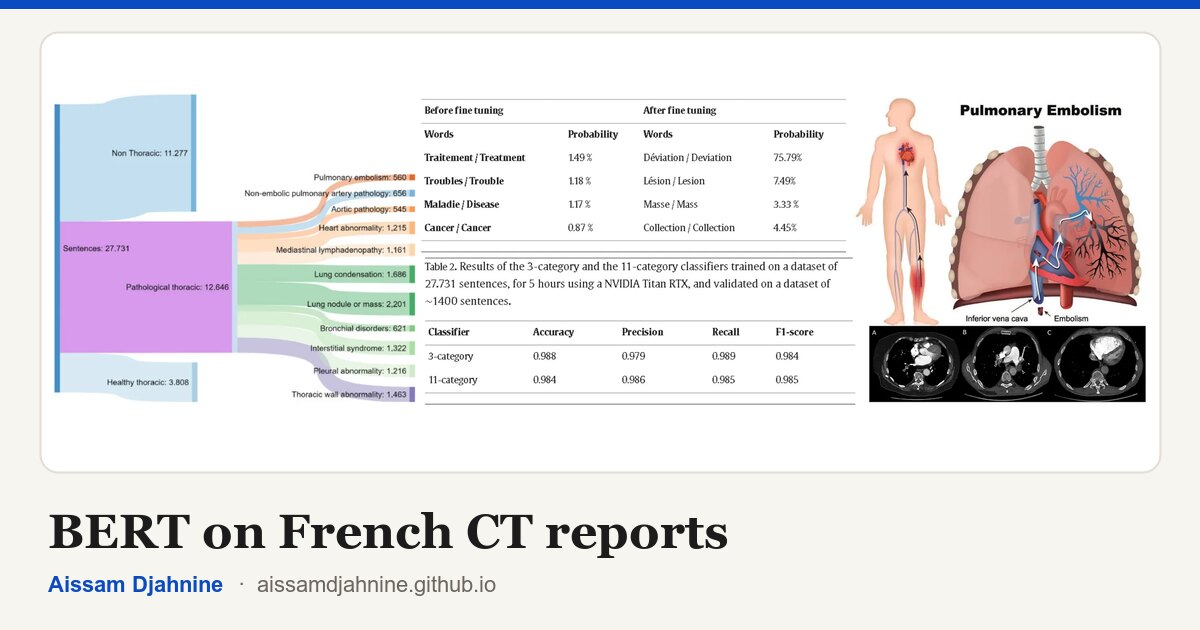 Non Thoracic: 11.277
Sentences: 27.731
Pathological thoracic: 12.646
Healthy thoracic: 3.808
Pulmonary embolism: 560
Non-embolic pulmonary artery pathology: 656
Aortic pathology: 545
Heart abnormality: 1,215
Mediastinal lymphadenopathy: 1,161
Lung condensation: 1,686
Lung nodule or mass: 2,201
Bronchial disorders: 621
Interstitial syndrome: 1,322
Pleural abnormality: 1,216
Thoracic wall abnormality: 1,463
Before fine tuning After fine tuning
Words Probability Words Probability
Traitement / Treatment 1.49 % Déviation / Deviation 75.79%
Troubles / Trouble 1.18 % Lésion / Lesion 7.49%
Maladie / Disease 1.17 % Masse / Mass 3.33 %
Cancer / Cancer 0.87 % Collection / Collection 4.45%
Table 2. Results of the 3-category and the 11-category classifiers trained on a dataset of
27.731 sentences, for 5 hours using a NVIDIA Titan RTX, and validated on a dataset of
~1400 sentences.
Classifier Accuracy Precision Recall F1-score
3-category 0.988 0.979 0.989 0.984
11-category 0.984 0.986 0.985 0.985
Pulmonary Embolism
Inferior vena cava Embolism
A B C
BERT on French CT reports
Aissam Djahnine · aissamdjahnine.github.io